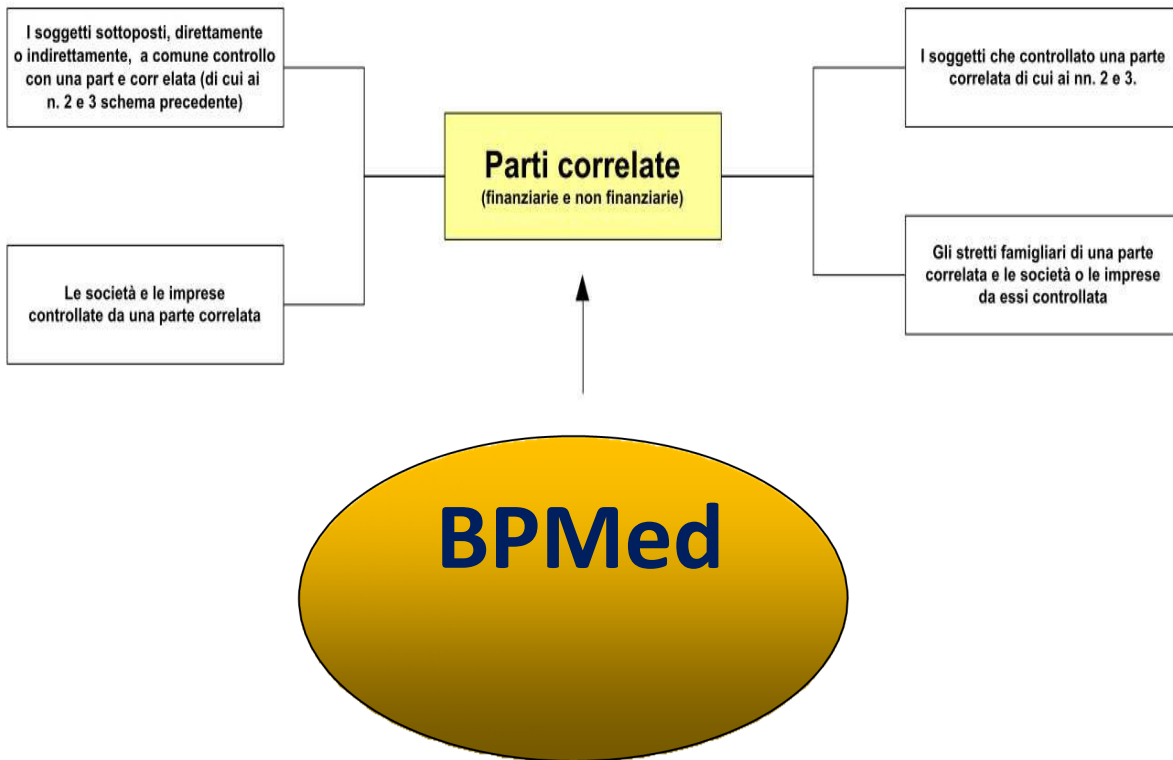 I soggetti sottoposti, direttamente
o indirettamente, a comune controllo
con una part e corr elata (di cui ai
n. 2 e 3 schema precedente)
I soggetti che controllato una parte
correlata di cui ai nn. 2 e 3.
Parti correlate
(finanziarie e non finanziarie)
Le società e le imprese
controllate da una parte correlata
Gli stretti famigliari di una parte
correlata e le società o le imprese
da essi controllata
BPMed